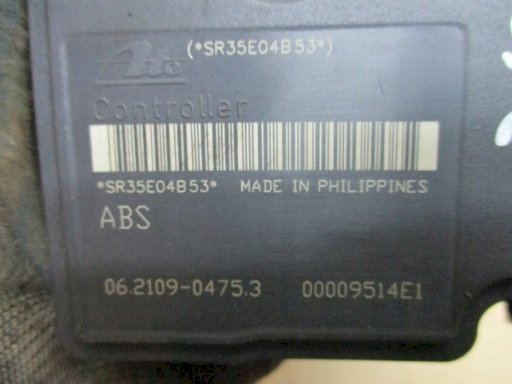 (*SR35E04B53*)
Ate
Controller
*SR35E04B53* MADE IN PHILIPPINES
ABS
06.2109-0475.3 00009514E1